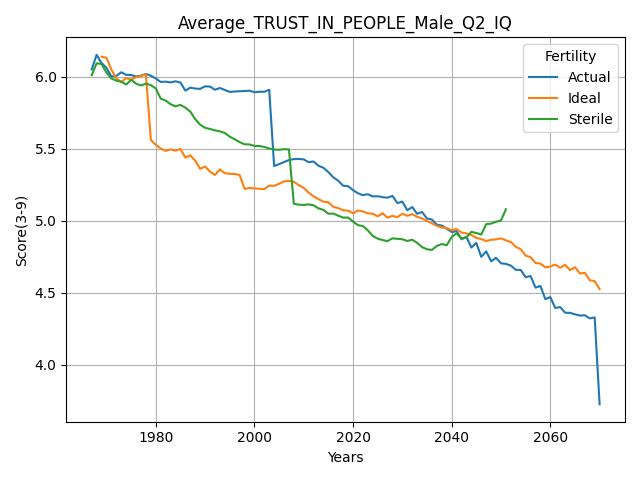 Average_TRUST_IN_PEOPLE_Male_Q2_IQ
Score(3-9)
6.0
5.5
5.0
4.5
4.0
Fertility
Actual
Ideal
Sterile
1980
2000
2020
2040
2060
Years